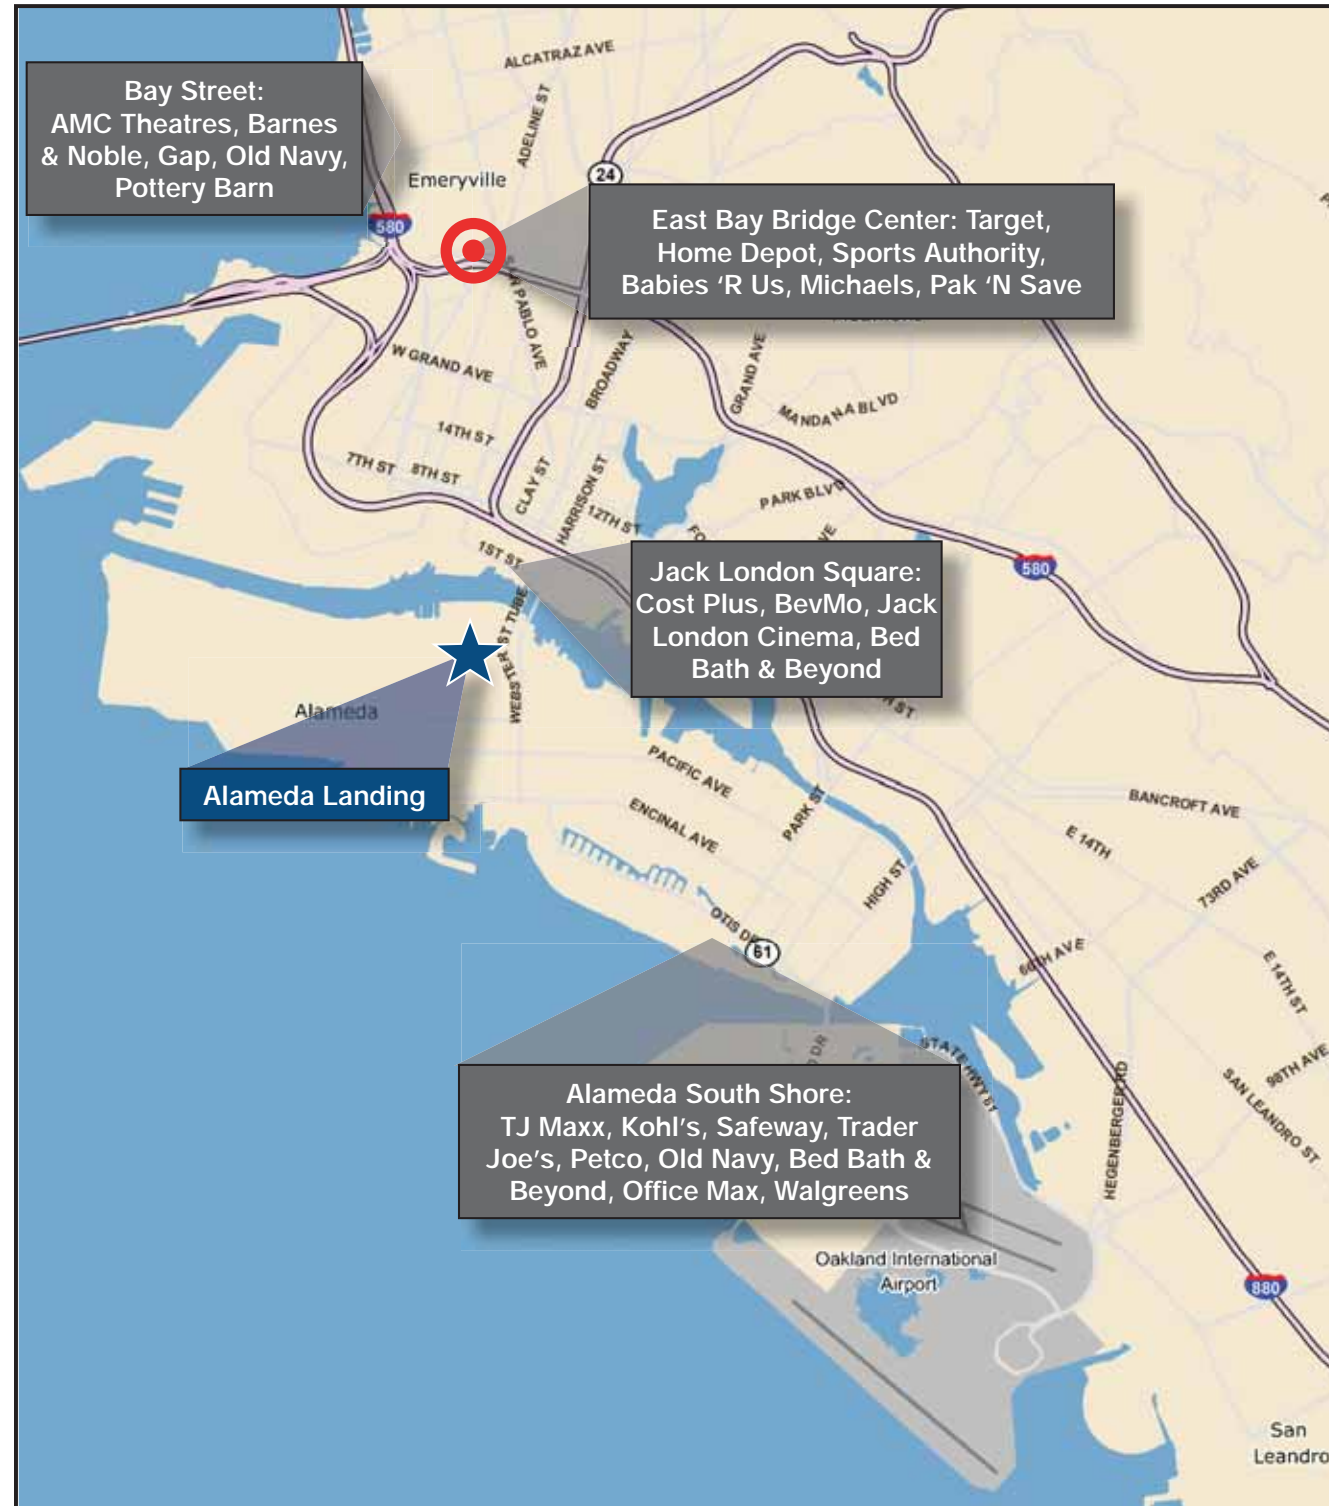 ALCATRAZ AVE
Bay Street:
AMC Theatres, Barnes
& Noble, Gap, Old Navy,
Pottery Barn
ADELINE ST
Emeryville
24
580
East Bay Bridge Center: Target,
Home Depot, Sports Authority,
Babies ‘R Us, Michaels, Pak ‘N Save
SAN PABLO AVE
W GRAND AVE
BROADWAY
GRAND AVE
MANDANA BLVD
14TH ST
7TH ST
8TH ST
CLAY ST
HARRISON ST
12TH ST
PARK BLVD
AVE
1ST ST
580
Jack London Square:
Cost Plus, BevMo, Jack
London Cinema, Bed
Bath & Beyond
WEBSTER ST TUBE
Alameda
Alameda Landing
PACIFIC AVE
ENCINAL AVE
PARK ST
HIGH ST
BANCROFT AVE
E 14TH
73RD AVE
OTIS DR
61
66TH AVE
E 14TH ST
STATE HWY 61
98TH AVE
SAN LEANDRO ST
HEGENBERGER RD
Alameda South Shore:
TJ Maxx, Kohl's, Safeway, Trader
Joe's, Petco, Old Navy, Bed Bath &
Beyond, Office Max, Walgreens
Oakland International
Airport
880
San
Leandro